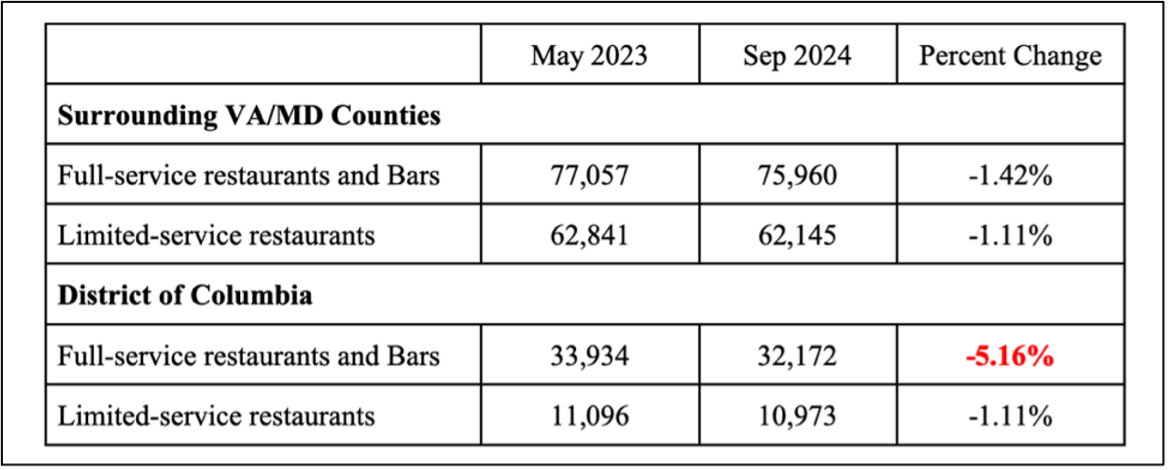 May 2023 Sep 2024 Percent Change
Surrounding VA/MD Counties
Full-service restaurants and Bars 77,057 75,960 -1.42%
Limited-service restaurants 62,841 62,145 -1.11%
District of Columbia
Full-service restaurants and Bars 33,934 32,172 -5.16%
Limited-service restaurants 11,096 10,973 -1.11%